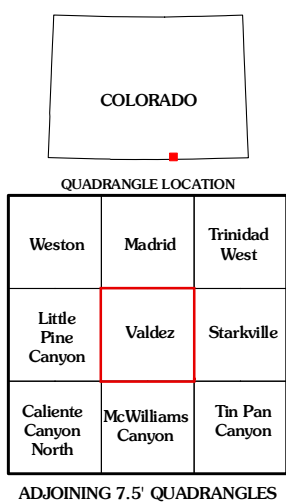 COLORADO
QUADRANGLE LOCATION
Weston
Madrid
Trinidad
West
Little
Pine
Canyon
Valdez
Starkville
Caliente
Canyon
North
McWilliams
Canyon
Tin Pan
Canyon
ADJOINING 7.5' QUADRANGLES